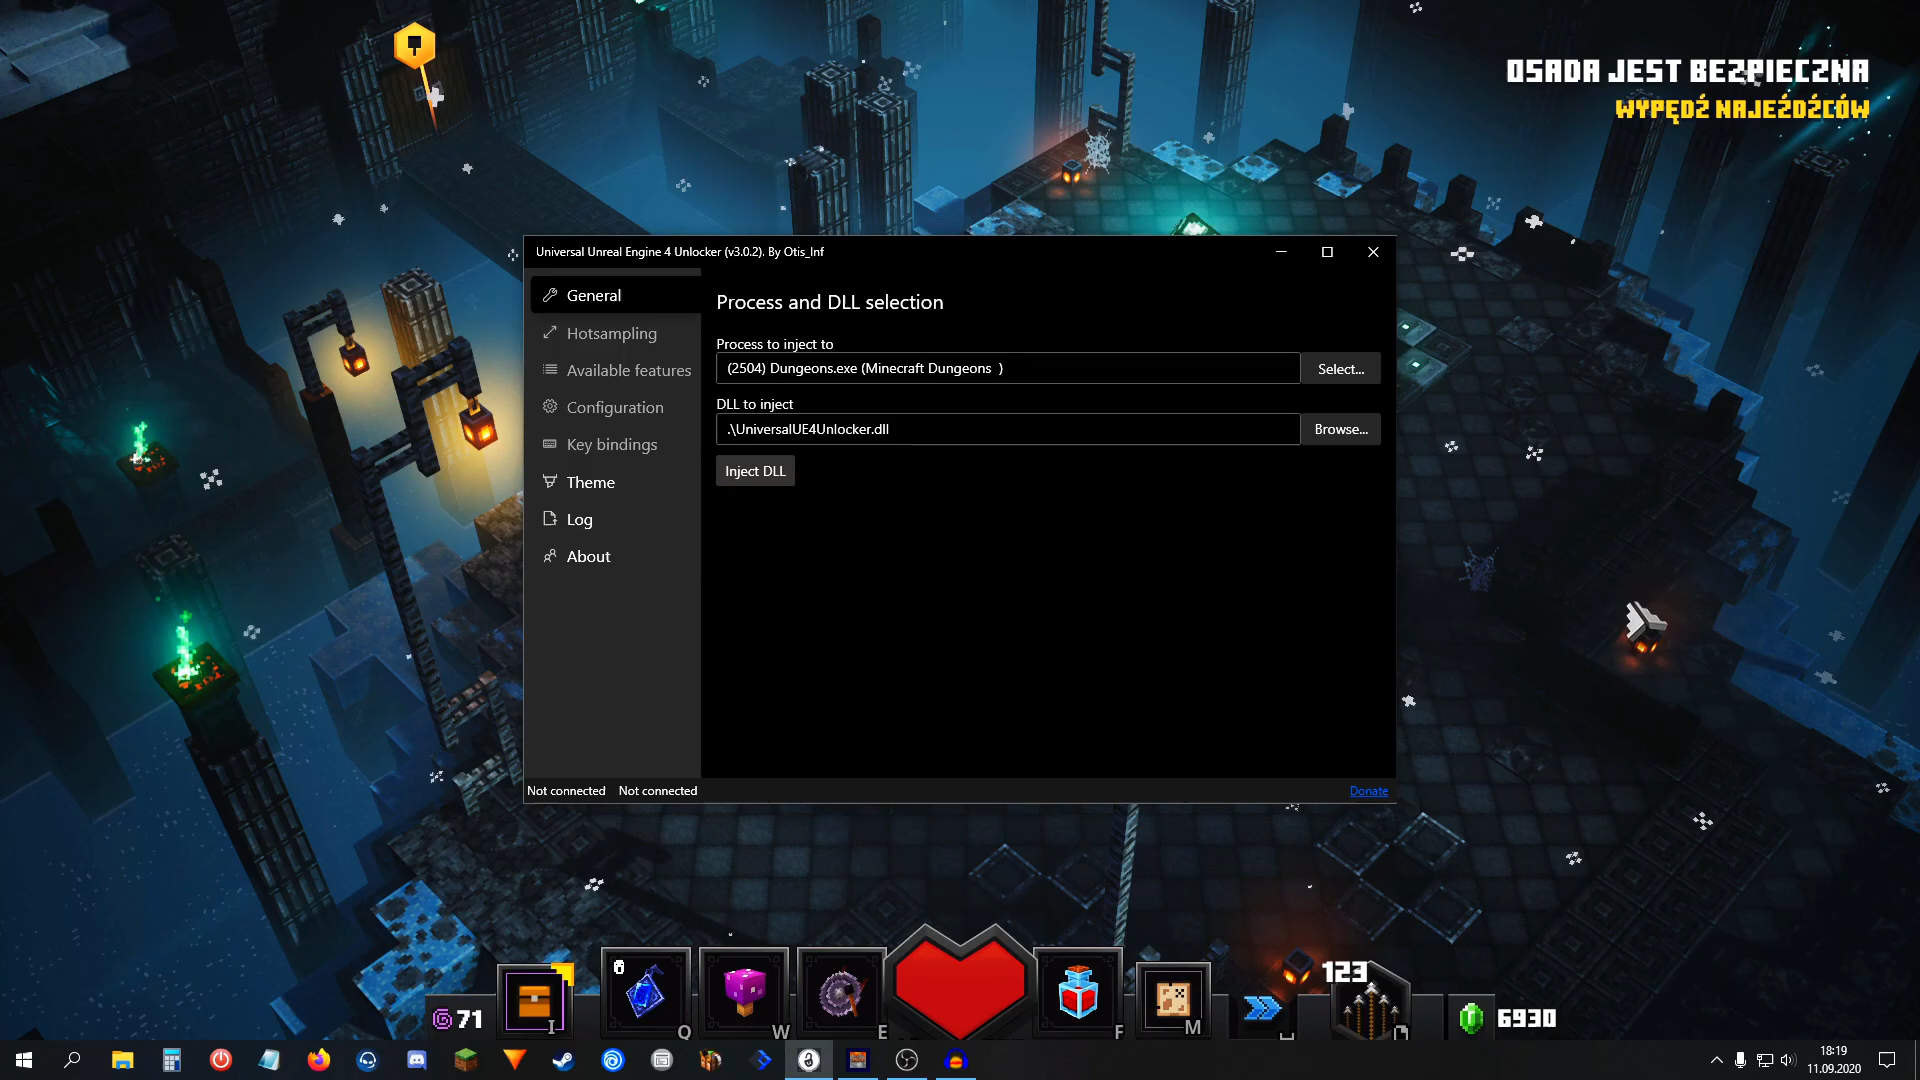 OSADA JEST BEZPIECZNA
WYPĘDŹ NAJEŹDŹCÓW
Universal Unreal Engine 4 Unlocker (v3.0.2). By Otis_Inf
General
Hotsampling
Available features
Configuration
Key bindings
Theme
Log
About
Process and DLL selection
Process to inject to
(2504) Dungeons.exe (Minecraft Dungeons  )
Select...
DLL to inject
.\UniversalUE4Unlocker.dll
Browse...
Inject DLL
Not connected Not connected
Donate
71
I
Q
W
E
F
M
123
6930
18:19
11.09.2020